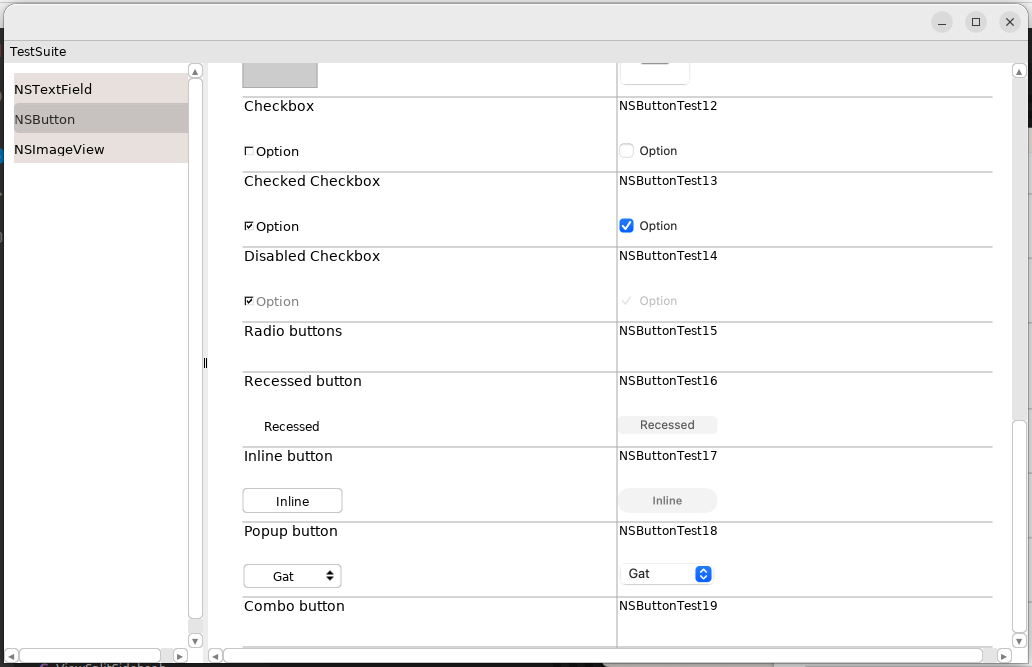 TestSuite
NSTextField
NSButton
NSImageView
Checkbox NSButtonTest12
Option Option
Checked Checkbox NSButtonTest13
Option Option
Disabled Checkbox NSButtonTest14
Option Option
Radio buttons NSButtonTest15
Recessed button NSButtonTest16
Recessed Recessed
Inline button NSButtonTest17
Inline Inline
Popup button NSButtonTest18
Gat Gat
Combo button NSButtonTest19